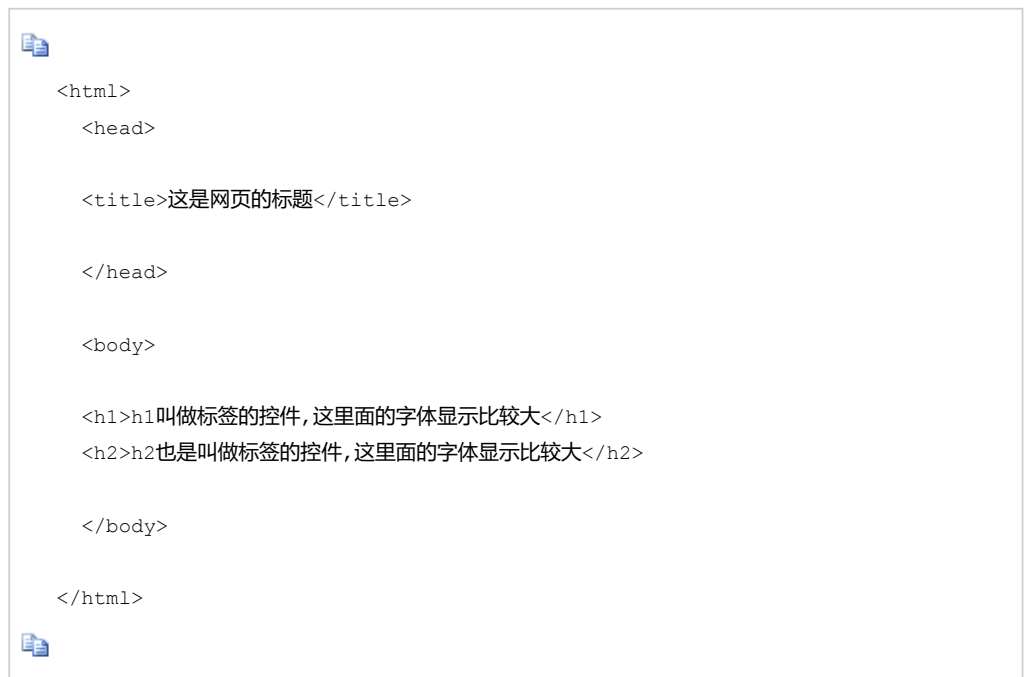 <html>
<head>
<title>这是网页的标题</title>
</head>
<body>
<h1>h1叫做标签的控件,这里面的字体显示比较大</h1>
<h2>h2也是叫做标签的控件,这里面的字体显示比较大</h2>
</body>
</html>